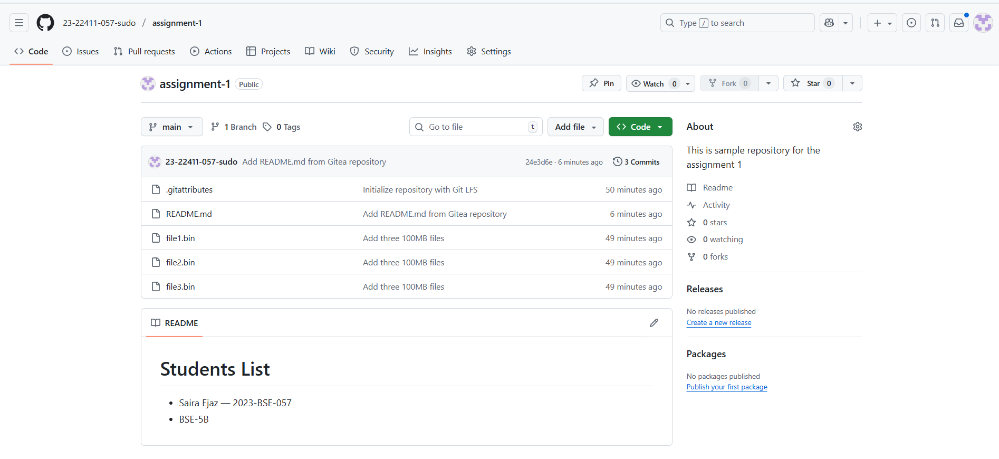 23-22411-057-sudo / assignment-1
Type / to search
Code Issues Pull requests Actions Projects Wiki Security Insights Settings
assignment-1 Public
Pin Watch 0 Fork 0 Star 0
main 1 Branch 0 Tags Go to file t Add file Code
23-22411-057-sudo Add README.md from Gitea repository 24e3d6e · 6 minutes ago 3 Commits
.gitattributes Initialize repository with Git LFS 50 minutes ago
README.md Add README.md from Gitea repository 6 minutes ago
file1.bin Add three 100MB files 49 minutes ago
file2.bin Add three 100MB files 49 minutes ago
file3.bin Add three 100MB files 49 minutes ago
README
Students List
• Saira Ejaz — 2023-BSE-057
• BSE-5B
About
This is sample repository for the
assignment 1
Readme
Activity
0 stars
0 watching
0 forks
Releases
No releases published
Create a new release
Packages
No packages published
Publish your first package